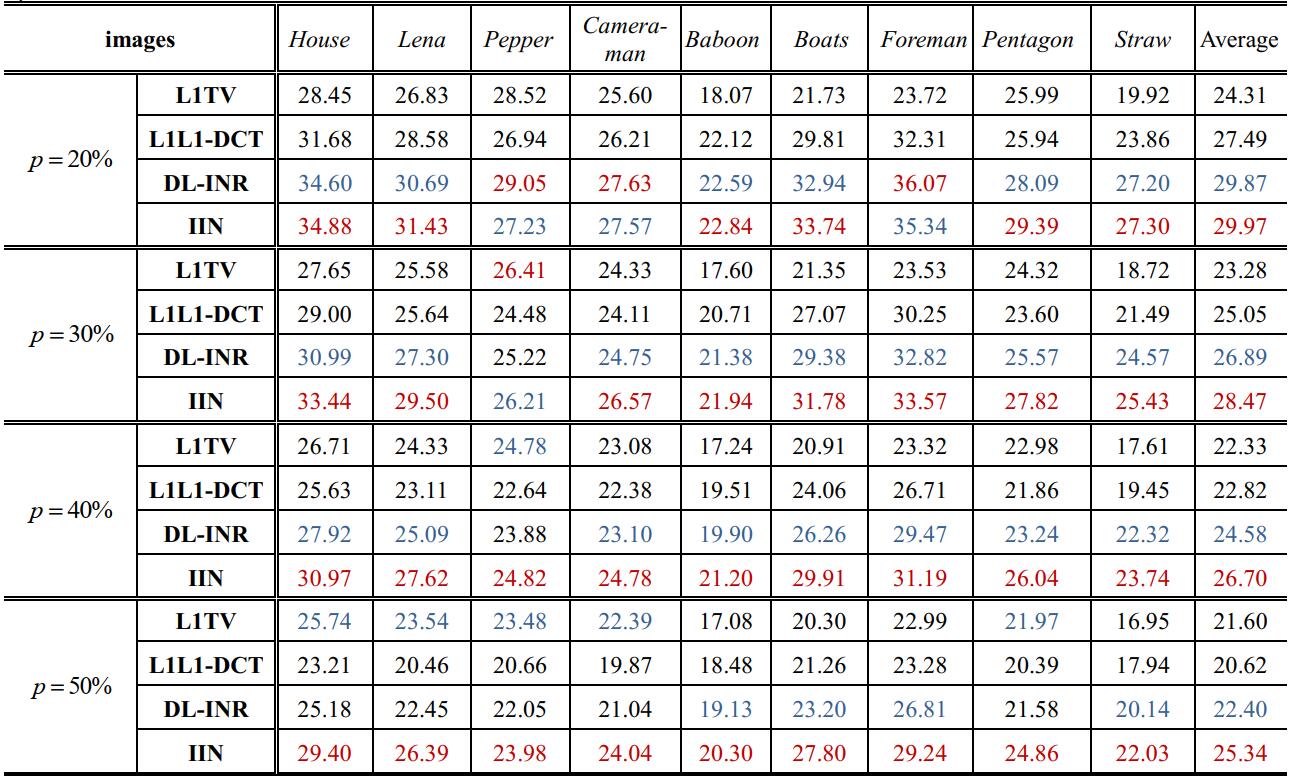 images House Lena Pepper Camera-man Baboon Boats Foreman Pentagon Straw Average
p = 20%
L1TV 28.45 26.83 28.52 25.60 18.07 21.73 23.72 25.99 19.92 24.31
L1L1-DCT 31.68 28.58 26.94 26.21 22.12 29.81 32.31 25.94 23.86 27.49
DL-INR 34.60 30.69 29.05 27.63 22.59 32.94 36.07 28.09 27.20 29.87
IIN 34.88 31.43 27.23 27.57 22.84 33.74 35.34 29.39 27.30 29.97
p = 30%
L1TV 27.65 25.58 26.41 24.33 17.60 21.35 23.53 24.32 18.72 23.28
L1L1-DCT 29.00 25.64 24.48 24.11 20.71 27.07 30.25 23.60 21.49 25.05
DL-INR 30.99 27.30 25.22 24.75 21.38 29.38 32.82 25.57 24.57 26.89
IIN 33.44 29.50 26.21 26.57 21.94 31.78 33.57 27.82 25.43 28.47
p = 40%
L1TV 26.71 24.33 24.78 23.08 17.24 20.91 23.32 22.98 17.61 22.33
L1L1-DCT 25.63 23.11 22.64 22.38 19.51 24.06 26.71 21.86 19.45 22.82
DL-INR 27.92 25.09 23.88 23.10 19.90 26.26 29.47 23.24 22.32 24.58
IIN 30.97 27.62 24.82 24.78 21.20 29.91 31.19 26.04 23.74 26.70
p = 50%
L1TV 25.74 23.54 23.48 22.39 17.08 20.30 22.99 21.97 16.95 21.60
L1L1-DCT 23.21 20.46 20.66 19.87 18.48 21.26 23.28 20.39 17.94 20.62
DL-INR 25.18 22.45 22.05 21.04 19.13 23.20 26.81 21.58 20.14 22.40
IIN 29.40 26.39 23.98 24.04 20.30 27.80 29.24 24.86 22.03 25.34